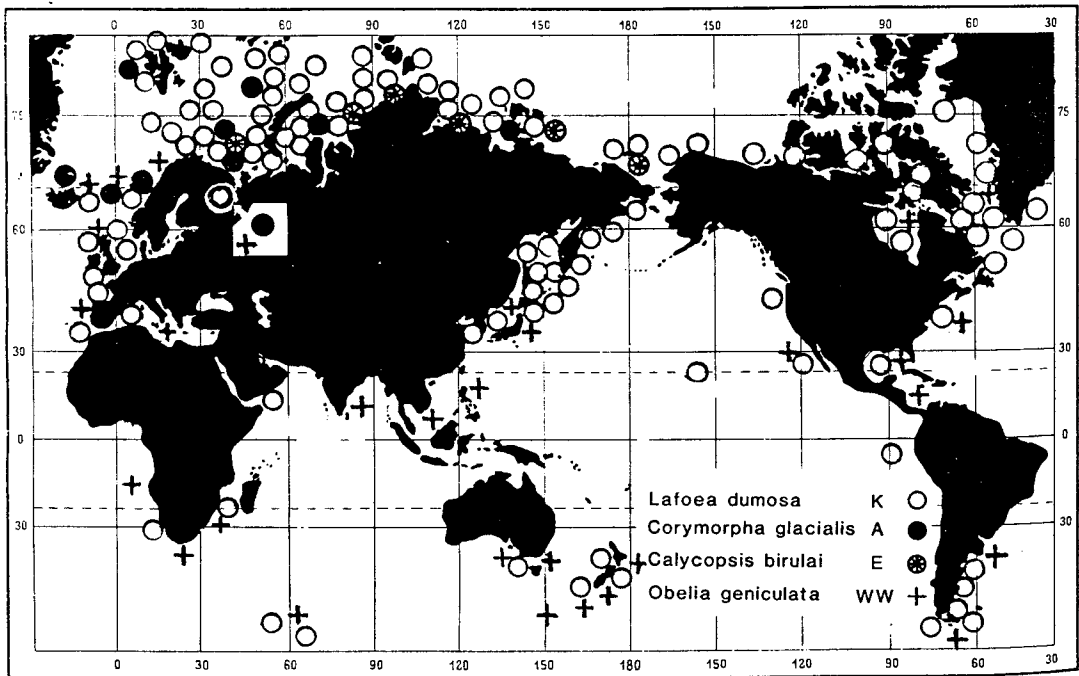 0 30 60 90 120 150 180 150 120 90 60 30
75 75
60 60
30 30
0 0
30 30
Lafoea dumosa K
Corymorpha glacialis A
Calycopsis birulai E
Obelia geniculata WW
0 30 60 90 120 150 180 150 120 90 60 30